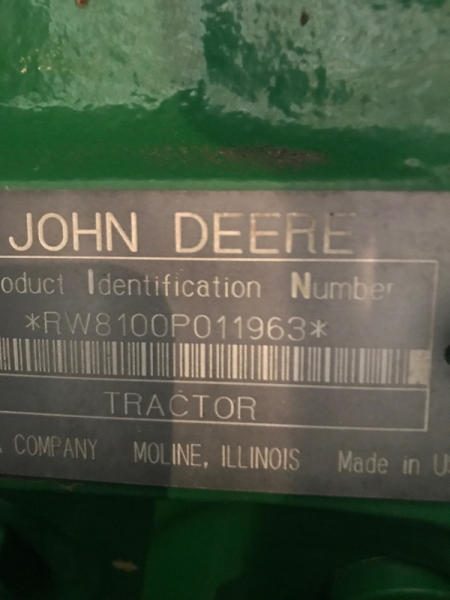 JOHN DEERE
oduct Identification Number
*RW8100P011963*
TRACTOR
COMPANY MOLINE, ILLINOIS Made in U